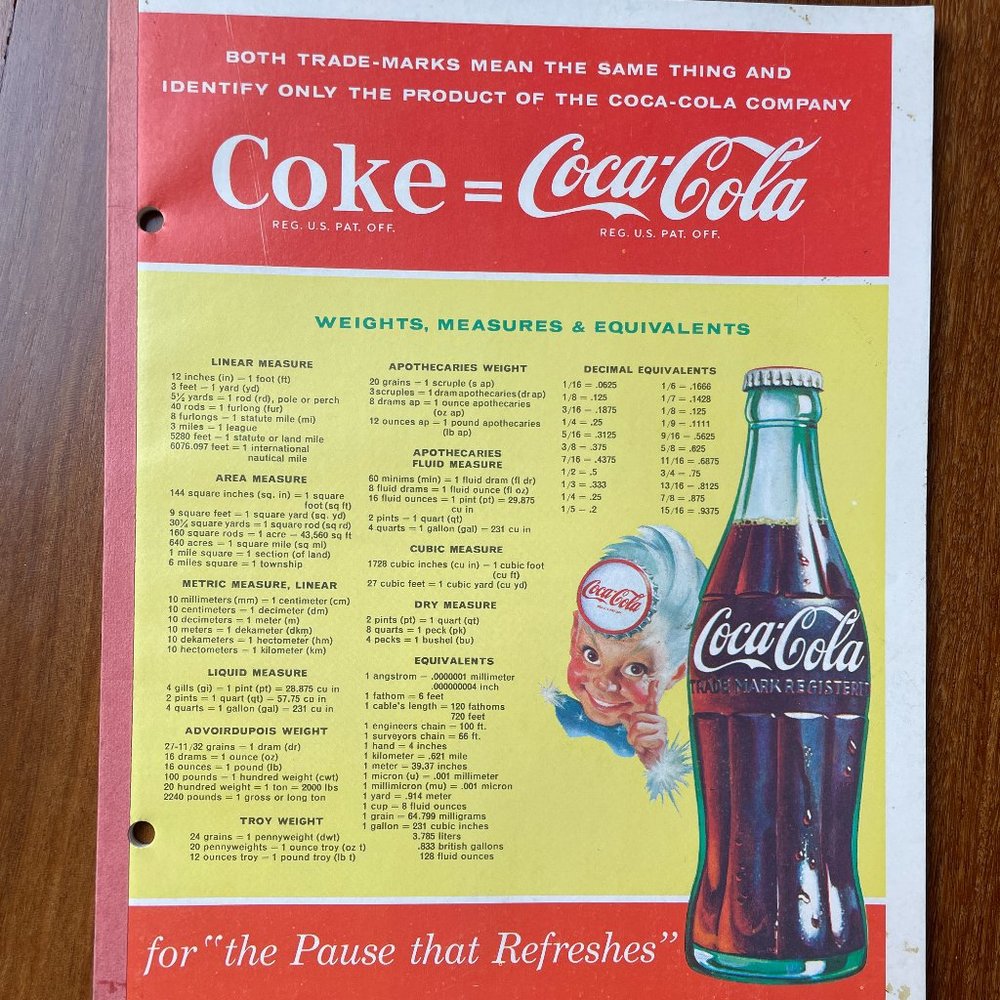 BOTH TRADE-MARKS MEAN THE SAME THING AND
IDENTIFY ONLY THE PRODUCT OF THE COCA-COLA COMPANY
Coke = Coca-Cola
REG. U.S. PAT. OFF. REG. U.S. PAT. OFF.
WEIGHTS, MEASURES & EQUIVALENTS
LINEAR MEASURE
12 inches (in) — 1 foot (ft)
3 feet — 1 yard (yd)
5½ yards = 1 rod (rd), pole or perch
40 rods = 1 furlong (fur)
8 furlongs — 1 statute mile (mi)
3 miles = 1 league
5280 feet — 1 statute or land mile
6076.097 feet = 1 international
nautical mile
AREA MEASURE
144 square inches (sq. in) = 1 square
foot (sq ft)
9 square feet — 1 square yard (sq. yd)
30¼ square yards = 1 square rod (sq rd)
160 square rods = 1 acre — 43,560 sq ft
640 acres = 1 square mile (sq mi)
1 mile square = 1 section (of land)
6 miles square = 1 township
METRIC MEASURE, LINEAR
10 millimeters (mm) = 1 centimeter (cm)
10 centimeters = 1 decimeter (dm)
10 decimeters = 1 meter (m)
10 meters = 1 dekameter (dkm)
10 dekameters = 1 hectometer (hm)
10 hectometers = 1 kilometer (km)
LIQUID MEASURE
4 gills (gi) = 1 pint (pt) = 28.875 cu in
2 pints = 1 quart (qt) = 57.75 cu in
4 quarts = 1 gallon (gal) = 231 cu in
ADVOIRDUPOIS WEIGHT
27-11/32 grains = 1 dram (dr)
16 drams = 1 ounce (oz)
16 ounces = 1 pound (lb)
100 pounds = 1 hundred weight (cwt)
20 hundred weight = 1 ton = 2000 lbs
2240 pounds = 1 gross or long ton
TROY WEIGHT
24 grains = 1 pennyweight (dwt)
20 pennyweights = 1 ounce troy (oz t)
12 ounces troy = 1 pound troy (lb t)
APOTHECARIES WEIGHT
20 grains — 1 scruple (s ap)
3 scruples = 1 dram apothecaries (dr ap)
8 drams ap = 1 ounce apothecaries
(oz ap)
12 ounces ap = 1 pound apothecaries
(lb ap)
APOTHECARIES
FLUID MEASURE
60 minims (min) = 1 fluid dram (fl dr)
8 fluid drams = 1 fluid ounce (fl oz)
16 fluid ounces = 1 pint (pt) = 29.875
cu in
2 pints — 1 quart (qt)
4 quarts = 1 gallon (gal) — 231 cu in
CUBIC MEASURE
1728 cubic inches (cu in) — 1 cubic foot
(cu ft)
27 cubic feet = 1 cubic yard (cu yd)
DRY MEASURE
2 pints (pt) = 1 quart (qt)
8 quarts = 1 peck (pk)
4 pecks = 1 bushel (bu)
EQUIVALENTS
1 angstrom — .0000001 millimeter
.000000004 inch
1 fathom = 6 feet
1 cable's length = 120 fathoms
720 feet
1 engineers chain — 100 ft.
1 surveyors chain = 66 ft.
1 hand = 4 inches
1 kilometer = .621 mile
1 meter = 39.37 inches
1 micron (u) = .001 millimeter
1 millimicron (mu) = .001 micron
1 yard = .914 meter
1 cup = 8 fluid ounces
1 grain = 64.799 milligrams
1 gallon = 231 cubic inches
3.785 liters
.833 british gallons
128 fluid ounces
DECIMAL EQUIVALENTS
1/16 = .0625 1/6 = .1666
1/8 = .125 1/7 = .1428
3/16 = .1875 1/8 = .125
1/4 = .25 1/9 = .1111
5/16 = .3125 9/16 = .5625
3/8 = .375 5/8 = .625
7/16 = .4375 11/16 = .6875
1/2 = .5 3/4 = .75
1/3 = .333 13/16 = .8125
1/4 = .25 7/8 = .875
1/5 = .2 15/16 = .9375
Coca-Cola
Coca-Cola
TRADE MARK REGISTERED
for "the Pause that Refreshes"